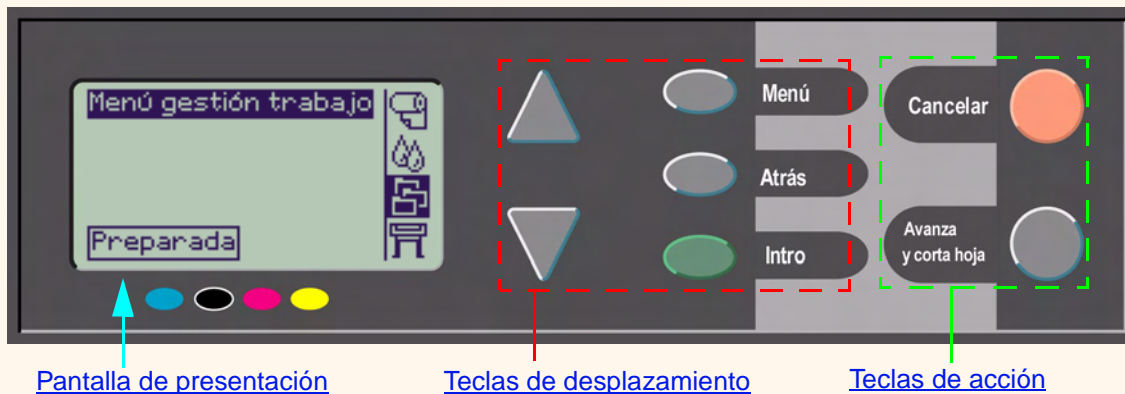 Menú gestión trabajo
Preparada
Menú
Atrás
Intro
Cancelar
Avanza
y corta hoja
Pantalla de presentación
Teclas de desplazamiento
Teclas de acción